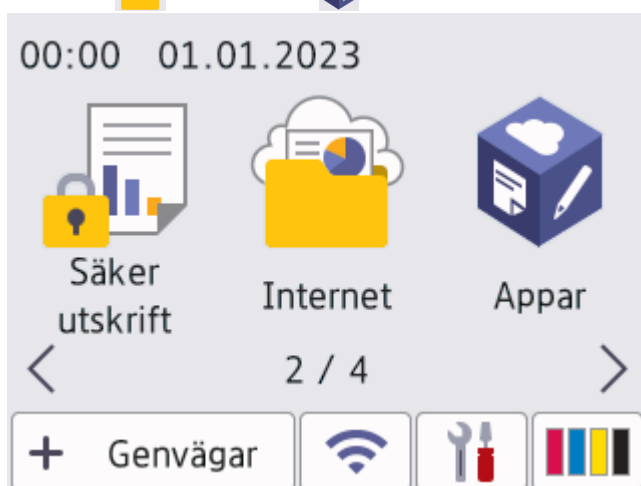 00:00 01.01.2023
Säker
utskrift
Internet
Appar
2 / 4
+ Genvägar